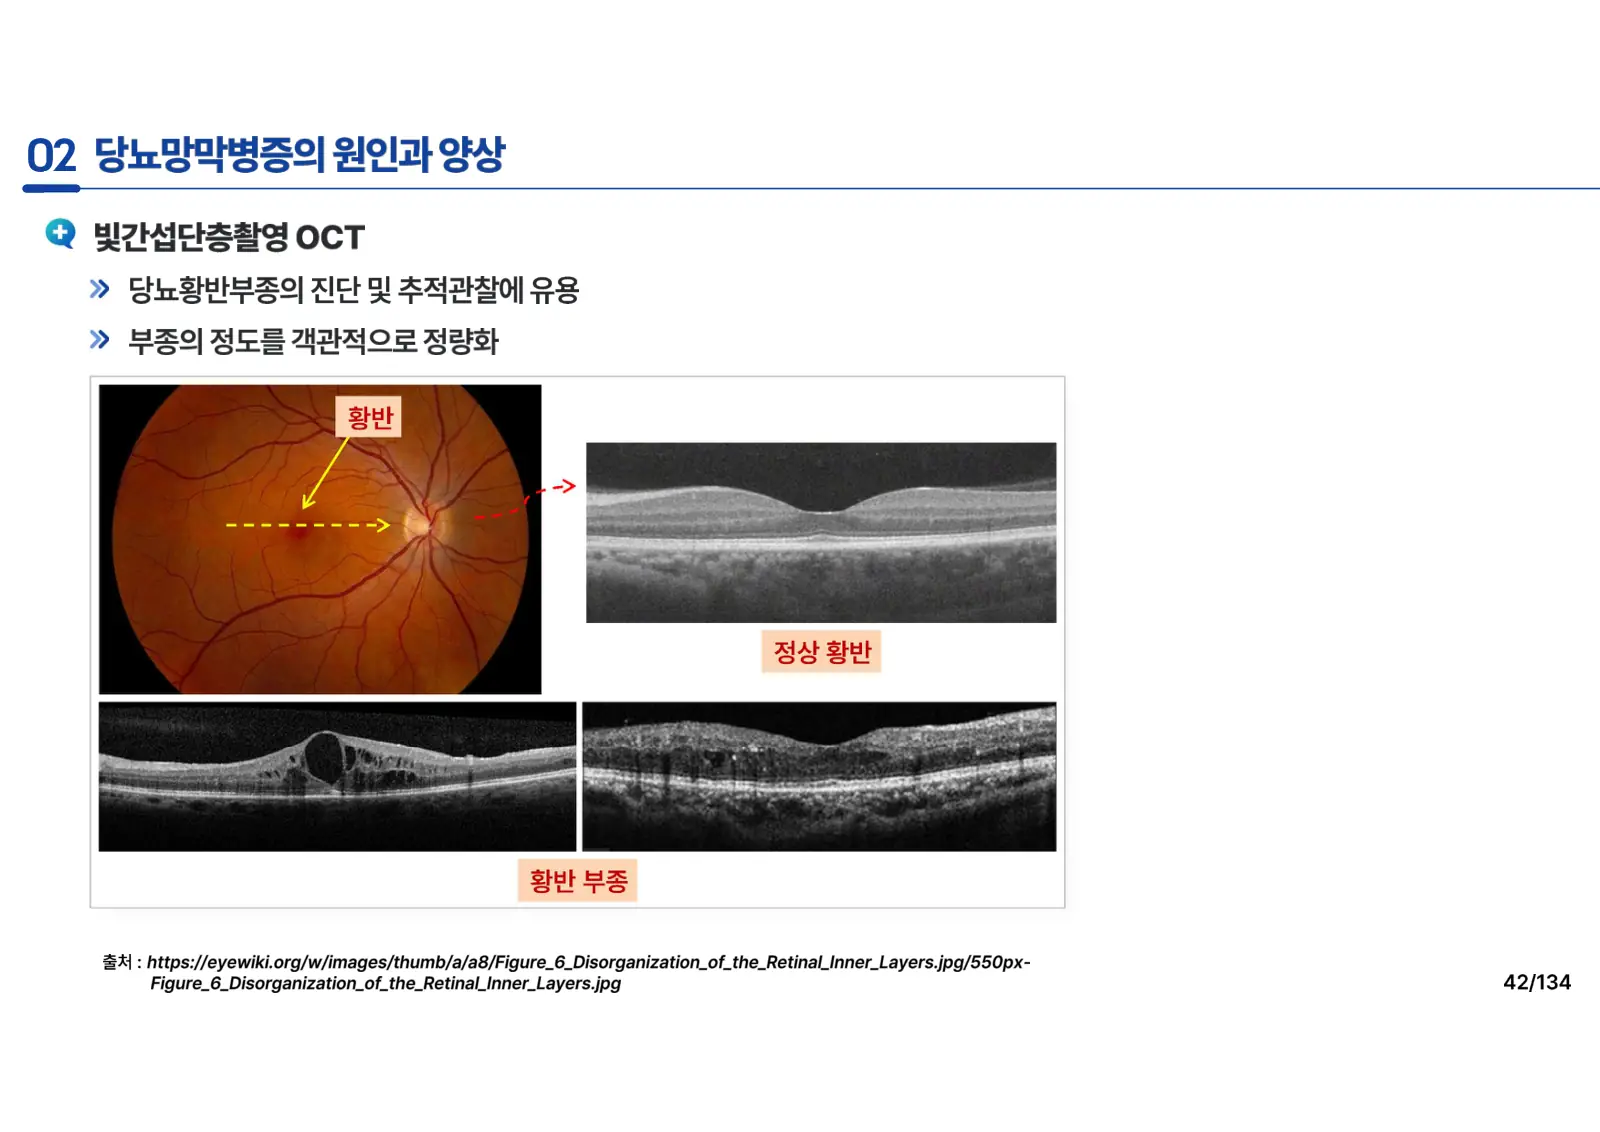 02 당뇨망막병증의 원인과 양상
빛간섭단층촬영 OCT
당뇨황반부종의 진단 및 추적관찰에 유용
부종의 정도를 객관적으로 정량화
황반
정상 황반
황반 부종
출처 : https://eyewiki.org/w/images/thumb/a/a8/Figure_6_Disorganization_of_the_Retinal_Inner_Layers.jpg/550px-
Figure_6_Disorganization_of_the_Retinal_Inner_Layers.jpg
42/134